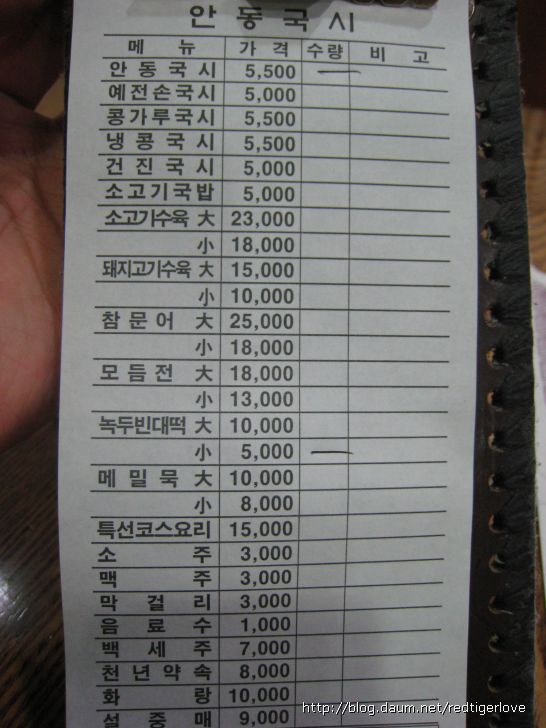 안동국시
메뉴 가격 수량 비고
안동국시 5,500 一
예전손국시 5,000
콩가루국시 5,500
냉콩국시 5,500
건진국시 5,000
소고기국밥 5,000
소고기수육 大 23,000
小 18,000
돼지고기수육 大 15,000
小 10,000
참문어 大 25,000
小 18,000
모듬전 大 18,000
小 13,000
녹두빈대떡 大 10,000
小 5,000 一
메밀묵 大 10,000
小 8,000
특선코스요리 15,000
소주 3,000
맥주 3,000
막걸리 3,000
음료수 1,000
백세주 7,000
천년약속 8,000
화랑 10,000
설중매 9,000
http://blog.daum.net/redtigerlove